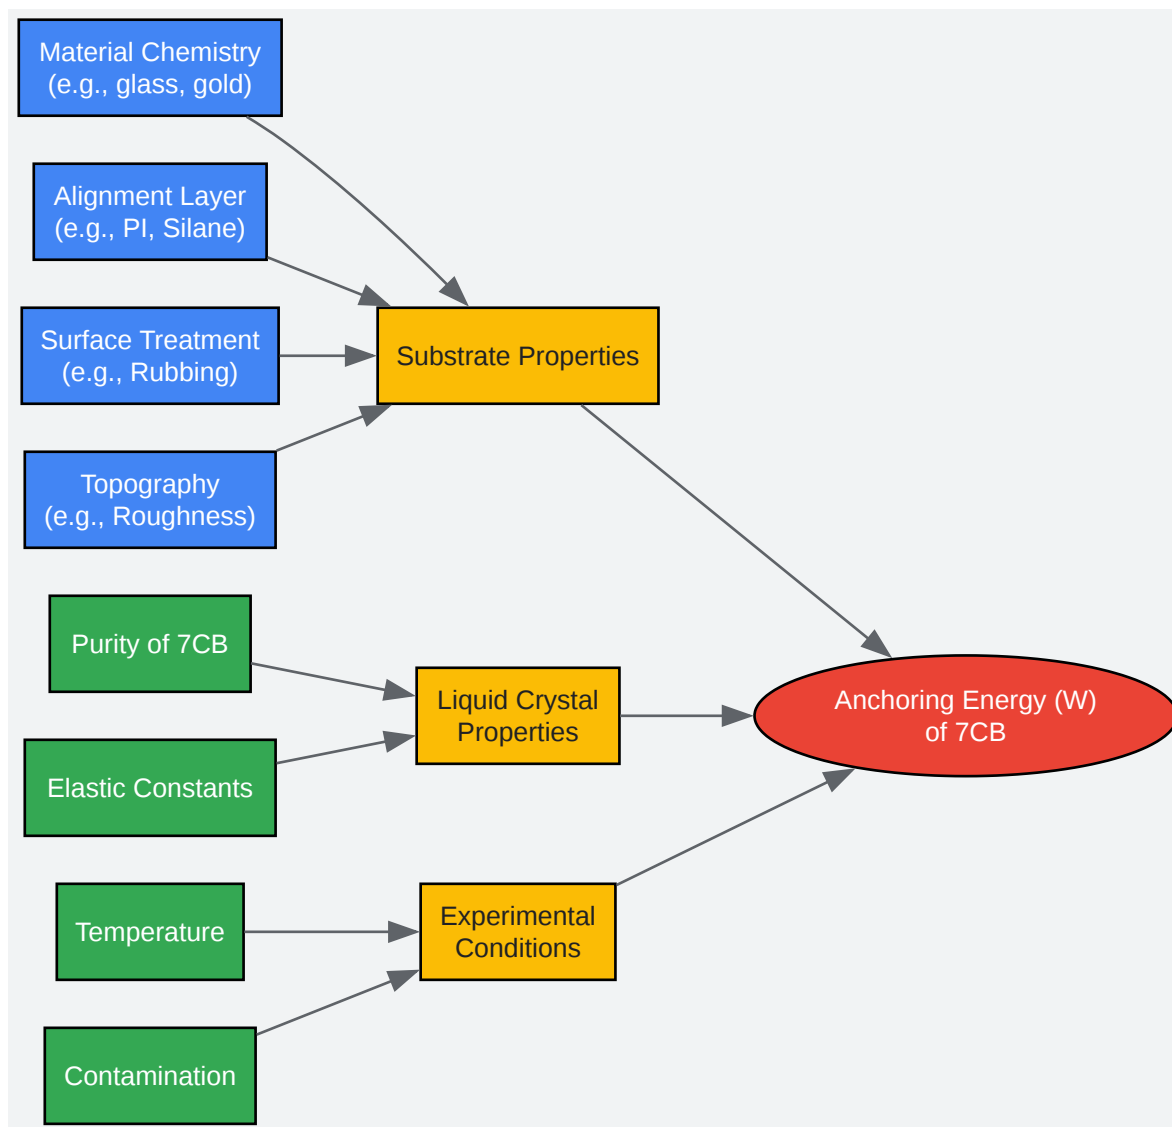 Material Chemistry
(e.g., glass, gold)
Alignment Layer
(e.g., PI, Silane)
Surface Treatment
(e.g., Rubbing)
Substrate Properties
Topography
(e.g., Roughness)
Purity of 7CB
Liquid Crystal
Properties
Anchoring Energy (W)
of 7CB
Elastic Constants
Temperature
Experimental
Conditions
Contamination